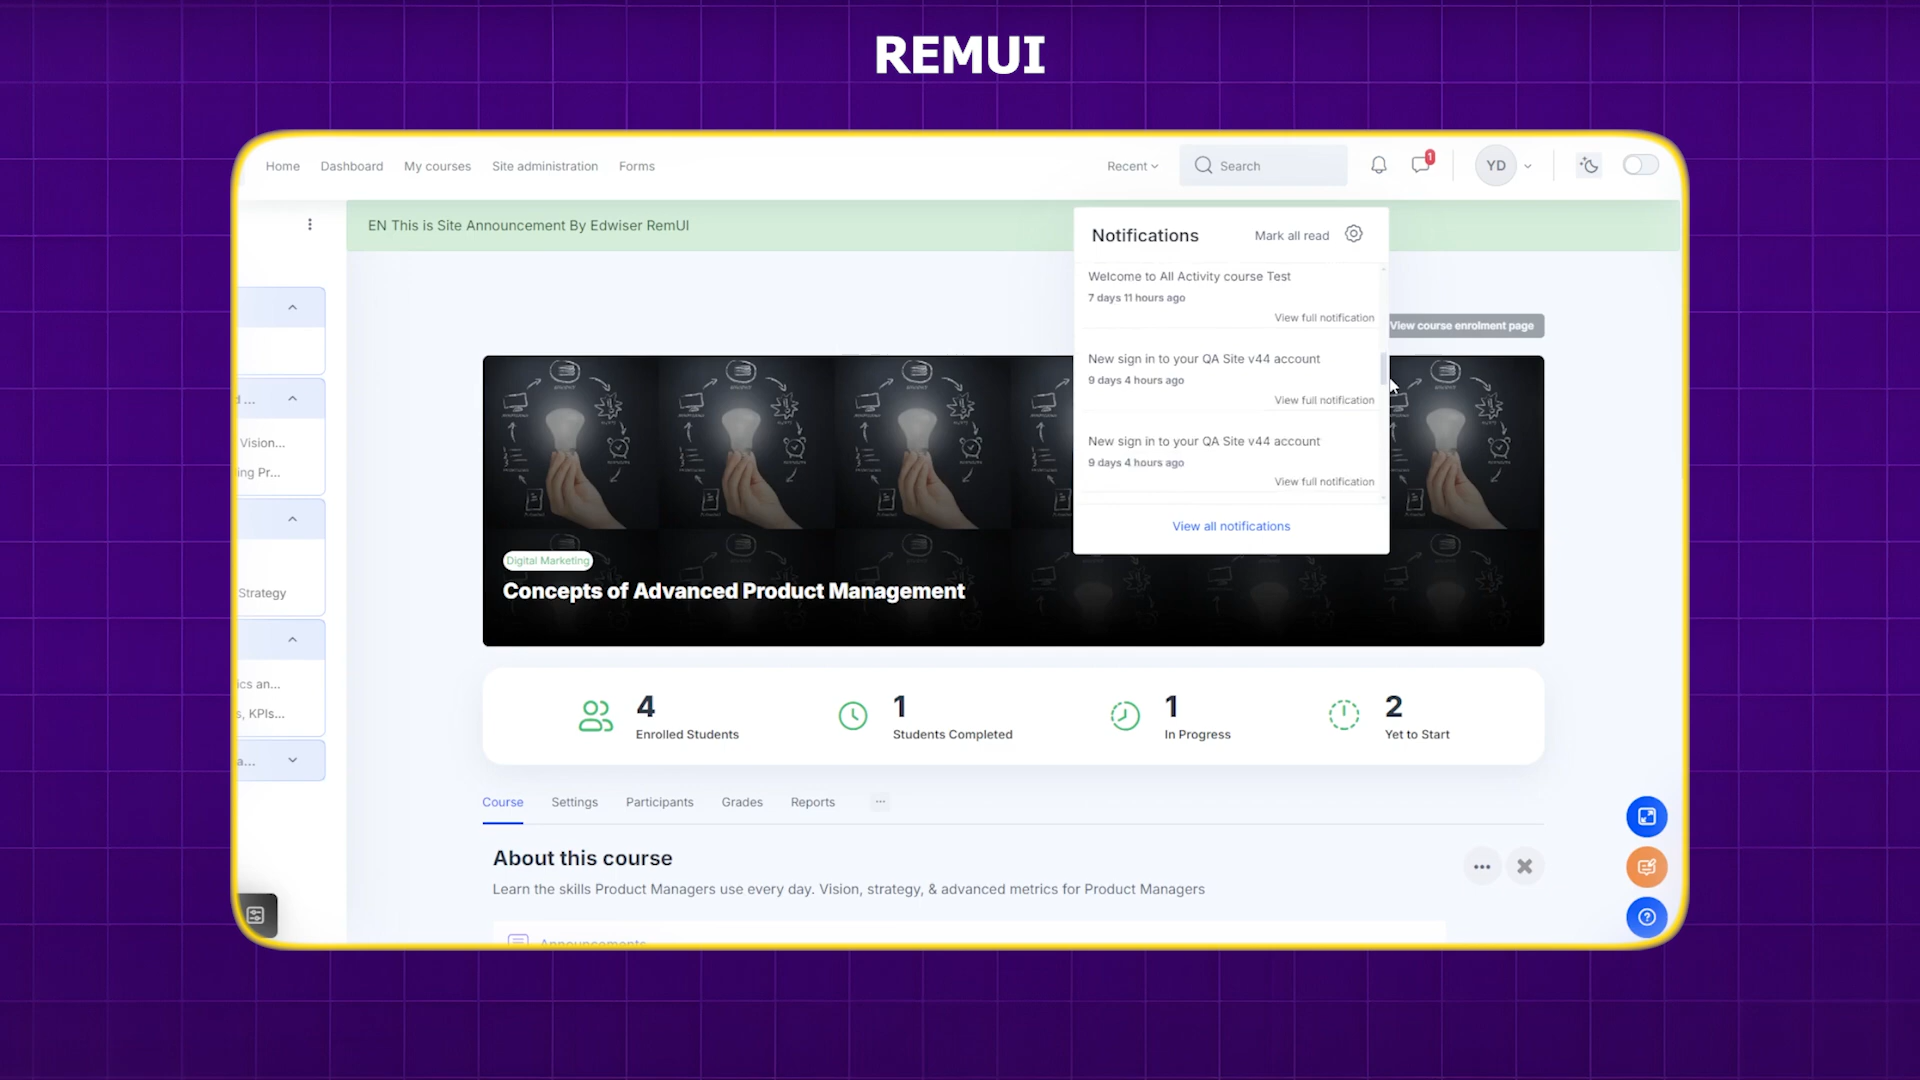 REMUI
Home Dashboard My courses Site administration Forms Recent Search 1 YD
EN This is Site Announcement By Edwiser RemUI
Notifications Mark all read
Welcome to All Activity course Test
7 days 11 hours ago
View full notification
View course enrolment page
New sign in to your QA Site v44 account
9 days 4 hours ago
View full notification
New sign in to your QA Site v44 account
9 days 4 hours ago
View full notification
View all notifications
Vision...
ing Pr...
Strategy
ics an...
s, KPIs...
a...
Digital Marketing
Concepts of Advanced Product Management
4 Enrolled Students
1 Students Completed
1 In Progress
2 Yet to Start
Course Settings Participants Grades Reports ...
About this course
Learn the skills Product Managers use every day. Vision, strategy, & advanced metrics for Product Managers
Announcements